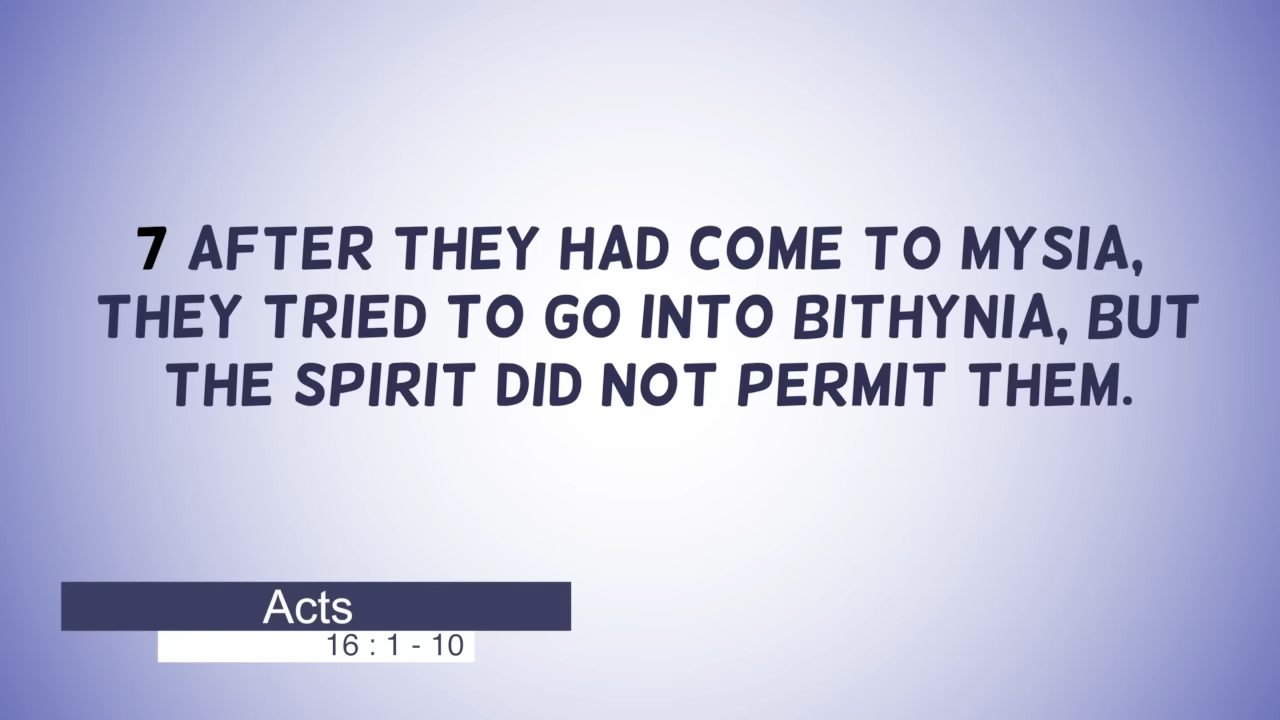 7 AFTER THEY HAD COME TO MYSIA,
THEY TRIED TO GO INTO BITHYNIA, BUT
THE SPIRIT DID NOT PERMIT THEM.
Acts
16 : 1 - 10